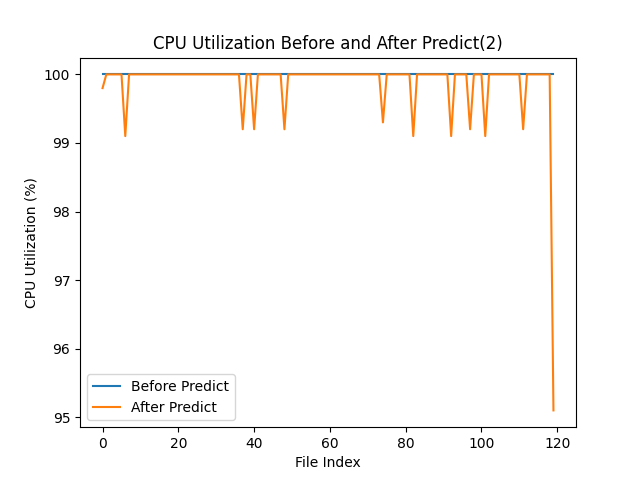 CPU Utilization Before and After Predict(2)
100
99
98
97
96
95
CPU Utilization (%)
Before Predict
After Predict
0 20 40 60 80 100 120
File Index